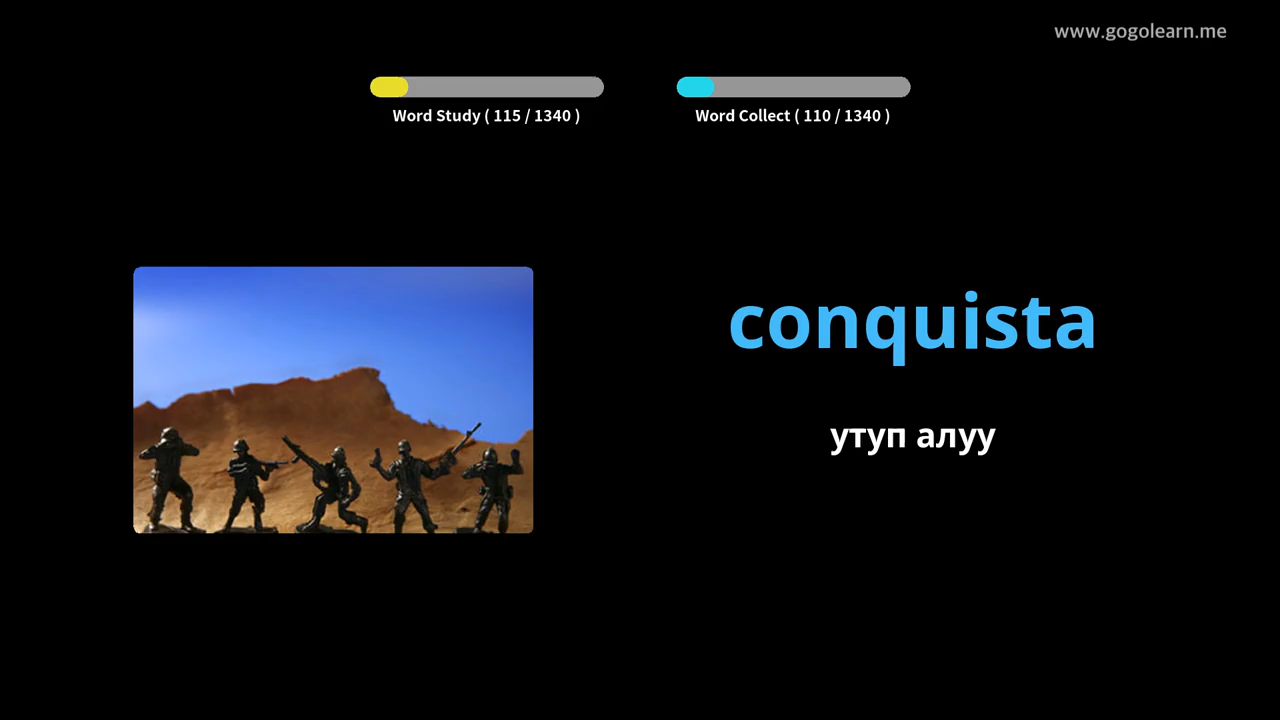 www.gogolearn.me
Word Study ( 115 / 1340 )
Word Collect ( 110 / 1340 )
conquista
утуп алуу